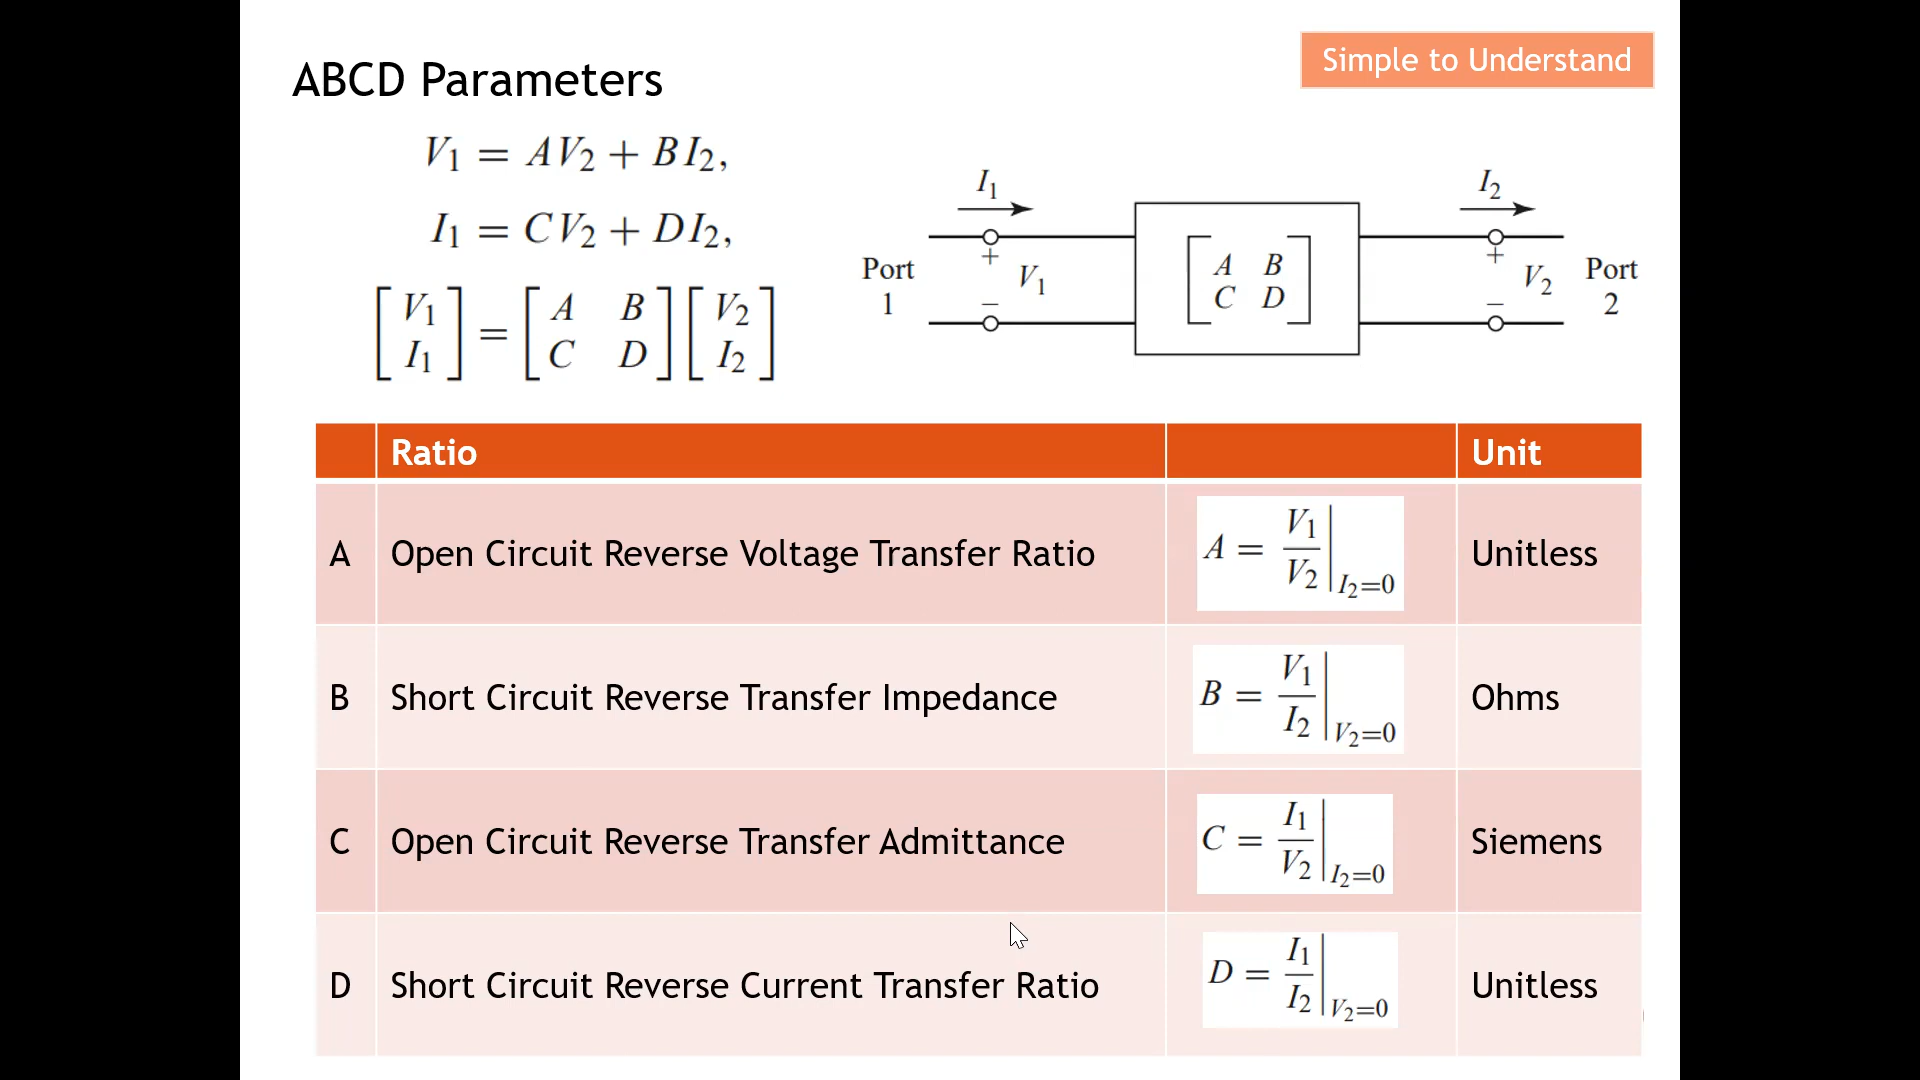 Simple to Understand
ABCD Parameters
V1 = AV2 + BI2,
I1 = CV2 + DI2,
[V1 I1] = [A B C D] [V2 I2]
I1
I2
Port 1
+
V1
−
A B
C D
+
V2
−
Port 2
Ratio Unit
A Open Circuit Reverse Voltage Transfer Ratio A = V1/V2 |I2=0 Unitless
B Short Circuit Reverse Transfer Impedance B = V1/I2 |V2=0 Ohms
C Open Circuit Reverse Transfer Admittance C = I1/V2 |I2=0 Siemens
D Short Circuit Reverse Current Transfer Ratio D = I1/I2 |V2=0 Unitless